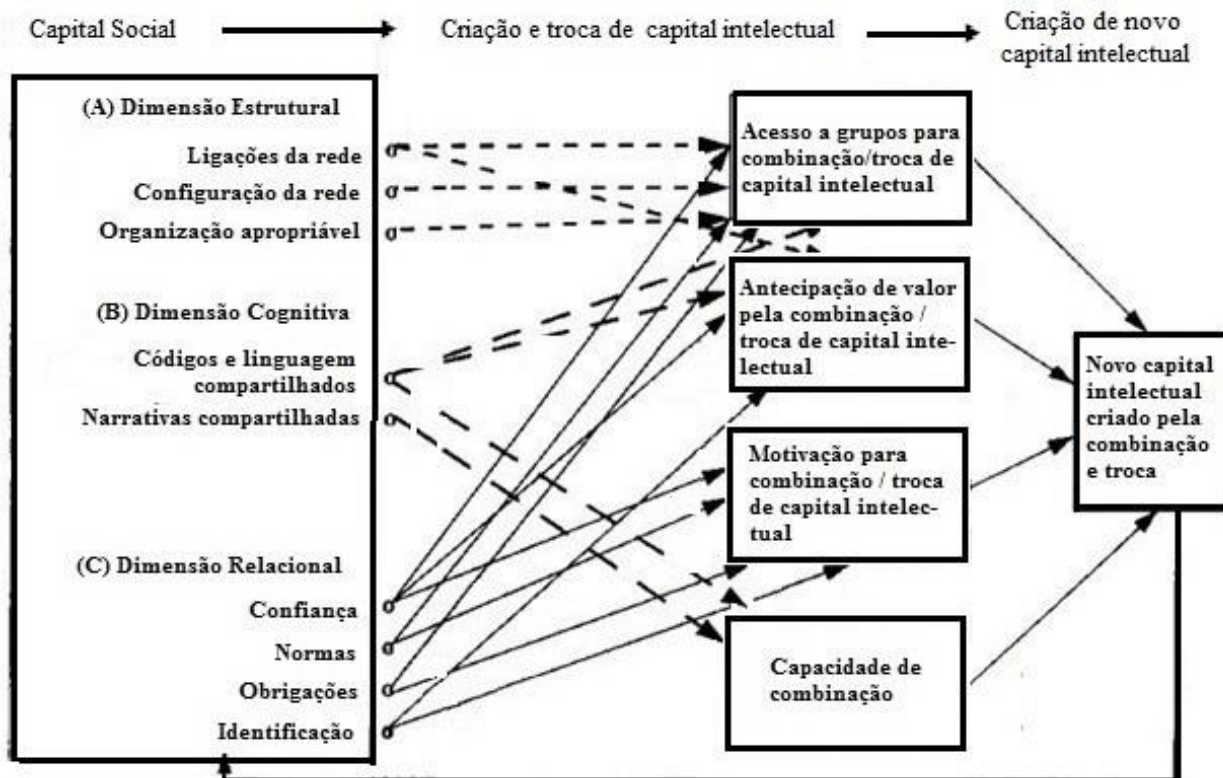 Capital Social
Criação e troca de capital intelectual
Criação de novo
capital intelectual
(A) Dimensão Estrutural
Ligações da rede
Configuração da rede
Organização apropriável
(B) Dimensão Cognitiva
Códigos e linguagem
compartilhados
Narrativas compartilhadas
(C) Dimensão Relacional
Confiança
Normas
Obrigações
Identificação
Acesso a grupos para
combinação/troca de
capital intelectual
Antecipação de valor
pela combinação /
troca de capital inte-
lectual
Motivação para
combinação / troca
de capital intelec-
tual
Capacidade de
combinação
Novo capital
intelectual
criado pela
combinação
e troca